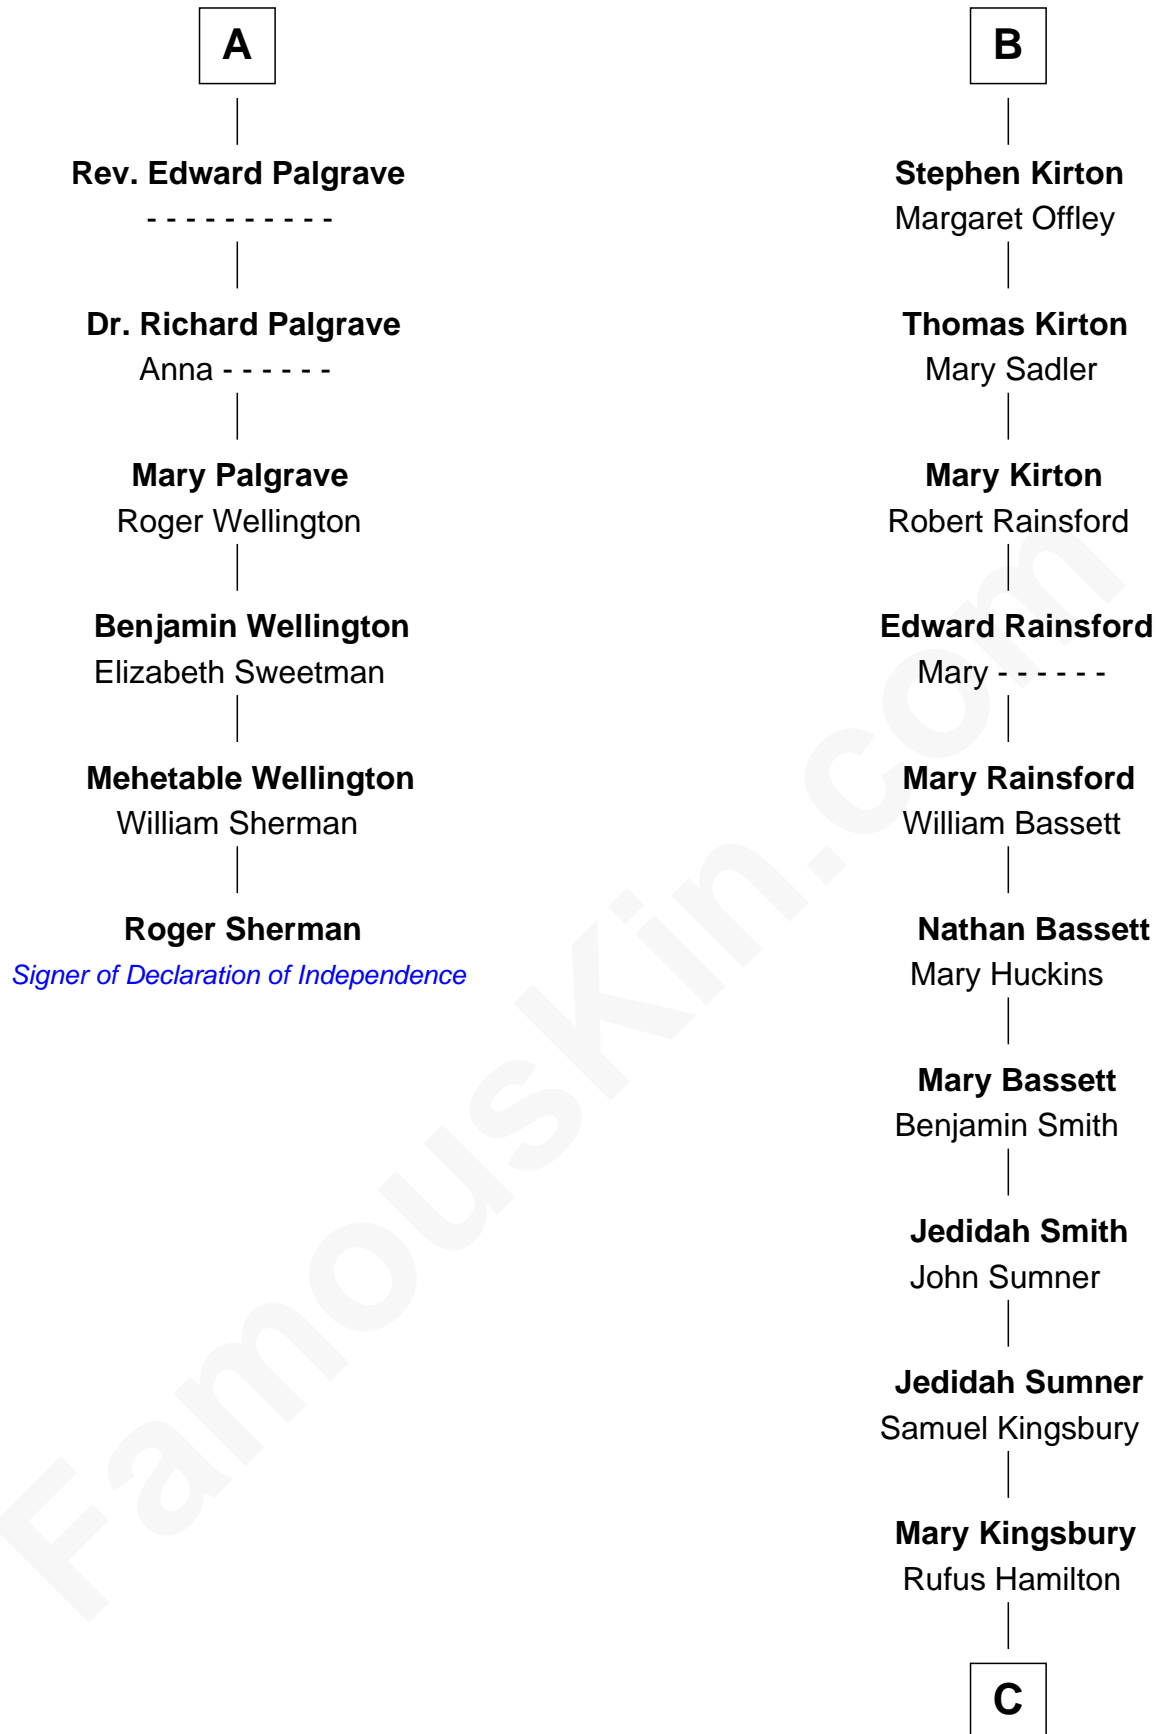 A
Rev. Edward Palgrave
- - - - - - - - - -
Dr. Richard Palgrave
Anna - - - - - -
Mary Palgrave
Roger Wellington
Benjamin Wellington
Elizabeth Sweetman
Mehetable Wellington
William Sherman
Roger Sherman
Signer of Declaration of Independence
B
Stephen Kirton
Margaret Offley
Thomas Kirton
Mary Sadler
Mary Kirton
Robert Rainsford
Edward Rainsford
Mary - - - - - -
Mary Rainsford
William Bassett
Nathan Bassett
Mary Huckins
Mary Bassett
Benjamin Smith
Jedidah Smith
John Sumner
Jedidah Sumner
Samuel Kingsbury
Mary Kingsbury
Rufus Hamilton
C
FamousKin.com